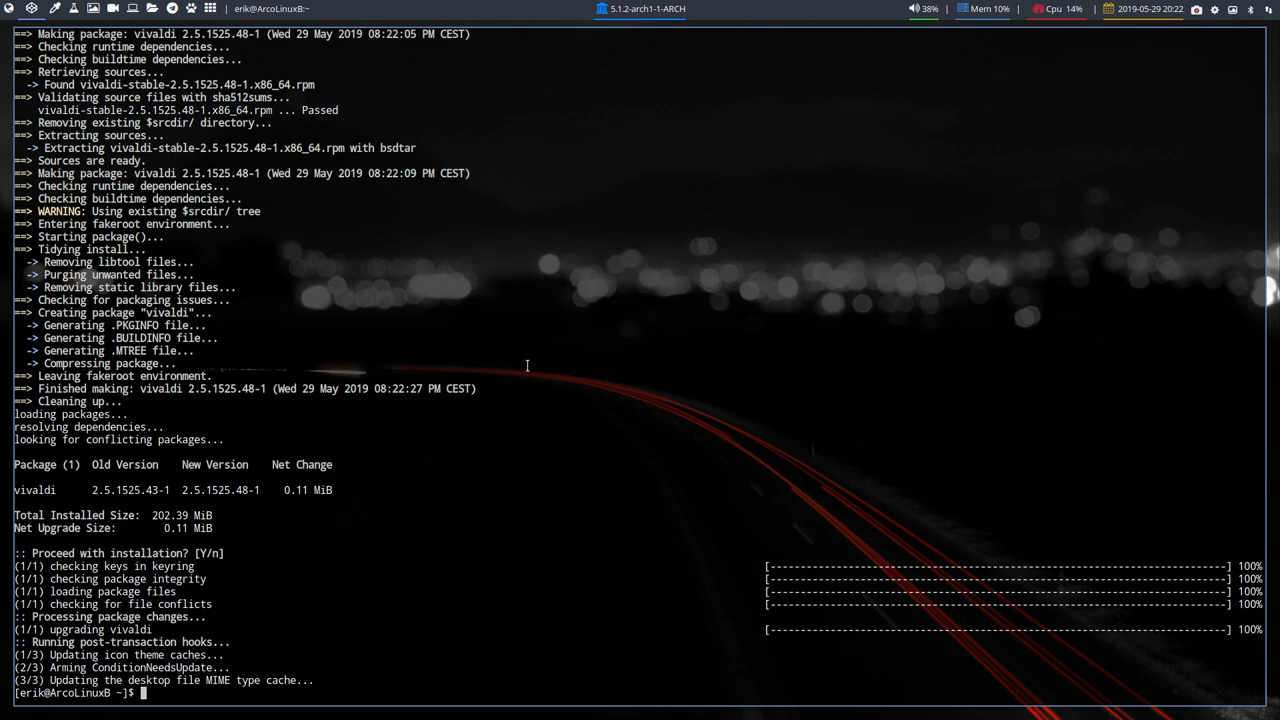 erik@ArcoLinuxB:~
5.1.2-arch1-1-ARCH
38%
Mem 10%
Cpu 14%
2019-05-29 20:22
==> Making package: vivaldi 2.5.1525.48-1 (Wed 29 May 2019 08:22:05 PM CEST)
==> Checking runtime dependencies...
==> Checking buildtime dependencies...
==> Retrieving sources...
-> Found vivaldi-stable-2.5.1525.48-1.x86_64.rpm
==> Validating source files with sha512sums...
vivaldi-stable-2.5.1525.48-1.x86_64.rpm ... Passed
==> Removing existing $srcdir/ directory...
==> Extracting sources...
-> Extracting vivaldi-stable-2.5.1525.48-1.x86_64.rpm with bsdtar
==> Sources are ready.
==> Making package: vivaldi 2.5.1525.48-1 (Wed 29 May 2019 08:22:09 PM CEST)
==> Checking runtime dependencies...
==> Checking buildtime dependencies...
==> WARNING: Using existing $srcdir/ tree
==> Entering fakeroot environment...
==> Starting package()...
==> Tidying install...
-> Removing libtool files...
-> Purging unwanted files...
-> Removing static library files...
==> Checking for packaging issues...
==> Creating package "vivaldi"...
-> Generating .PKGINFO file...
-> Generating .BUILDINFO file...
-> Generating .MTREE file...
-> Compressing package...
==> Leaving fakeroot environment.
==> Finished making: vivaldi 2.5.1525.48-1 (Wed 29 May 2019 08:22:27 PM CEST)
==> Cleaning up...
loading packages...
resolving dependencies...
looking for conflicting packages...
Package (1)  Old Version   New Version   Net Change
vivaldi      2.5.1525.43-1  2.5.1525.48-1    0.11 MiB
Total Installed Size:  202.39 MiB
Net Upgrade Size:        0.11 MiB
:: Proceed with installation? [Y/n]
(1/1) checking keys in keyring [----------------------------------------------------------------------------] 100%
(1/1) checking package integrity [----------------------------------------------------------------------------] 100%
(1/1) loading package files [----------------------------------------------------------------------------] 100%
(1/1) checking for file conflicts [----------------------------------------------------------------------------] 100%
:: Processing package changes...
(1/1) upgrading vivaldi [----------------------------------------------------------------------------] 100%
:: Running post-transaction hooks...
(1/3) Updating icon theme caches...
(2/3) Arming ConditionNeedsUpdate...
(3/3) Updating the desktop file MIME type cache...
[erik@ArcoLinuxB ~]$